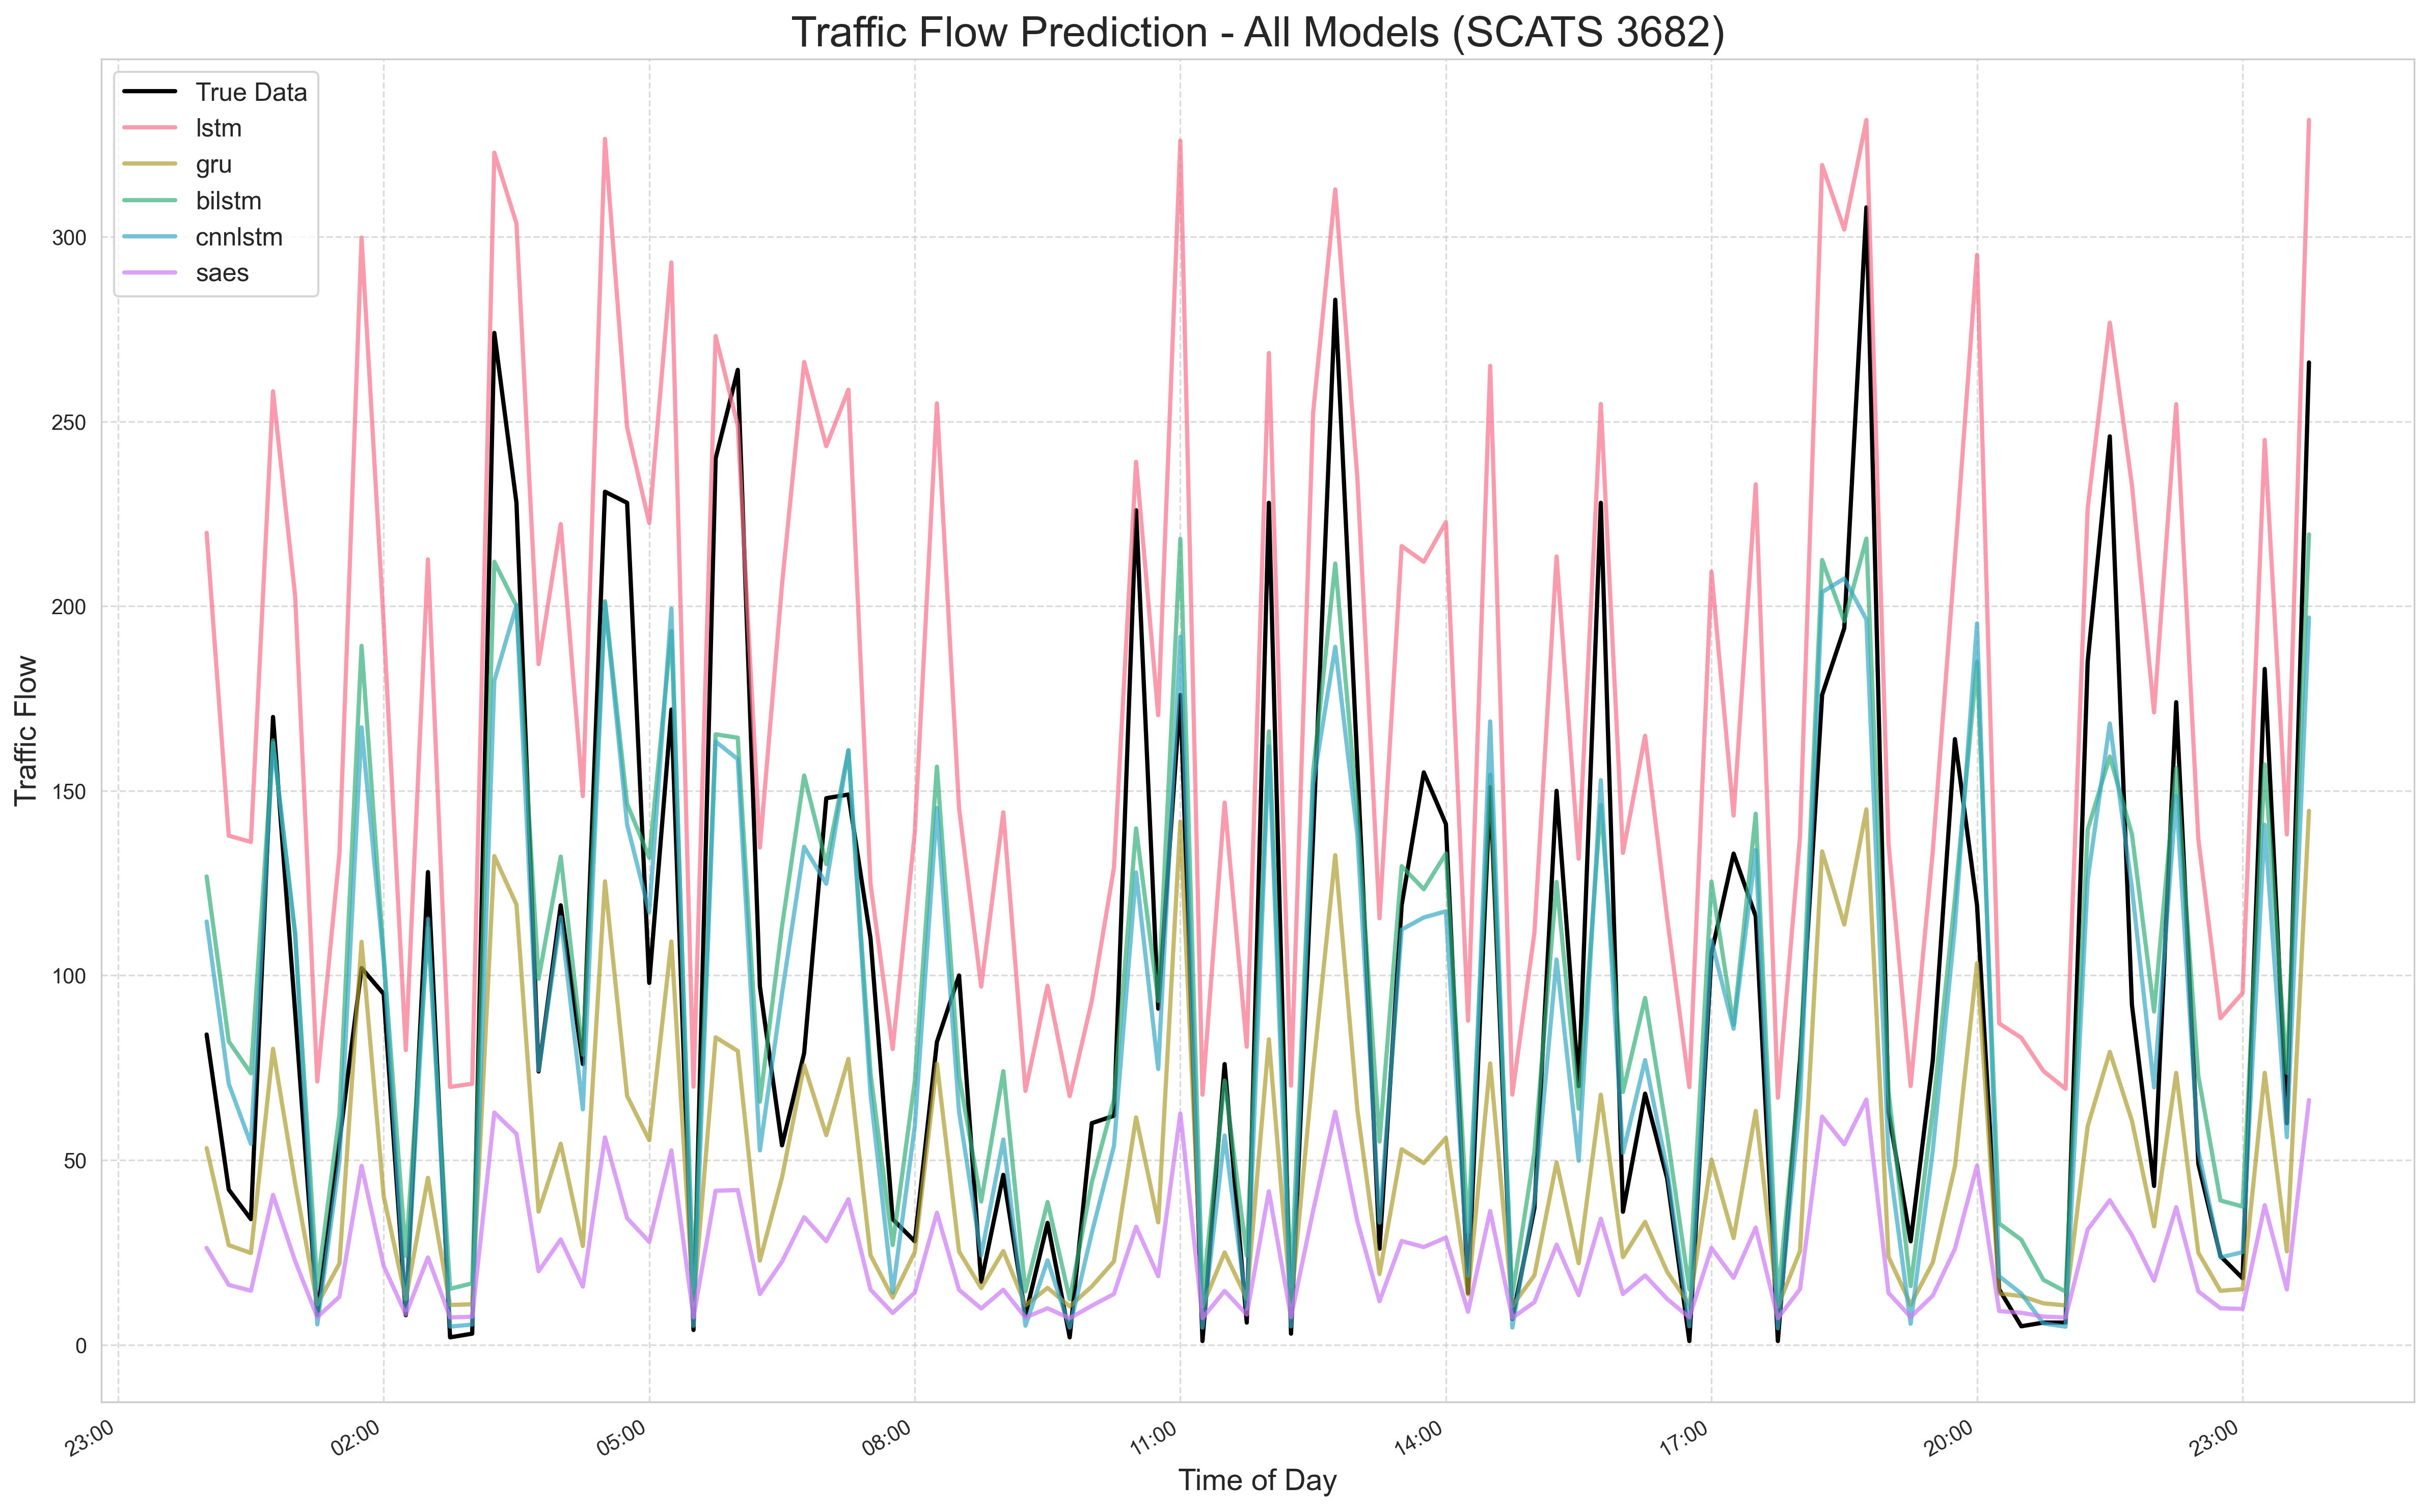 Traffic Flow Prediction - All Models (SCATS 3682)
True Data
lstm
gru
bilstm
cnnlstm
saes
Traffic Flow
300
250
200
150
100
50
0
23:00
02:00
05:00
08:00
11:00
14:00
17:00
20:00
23:00
Time of Day